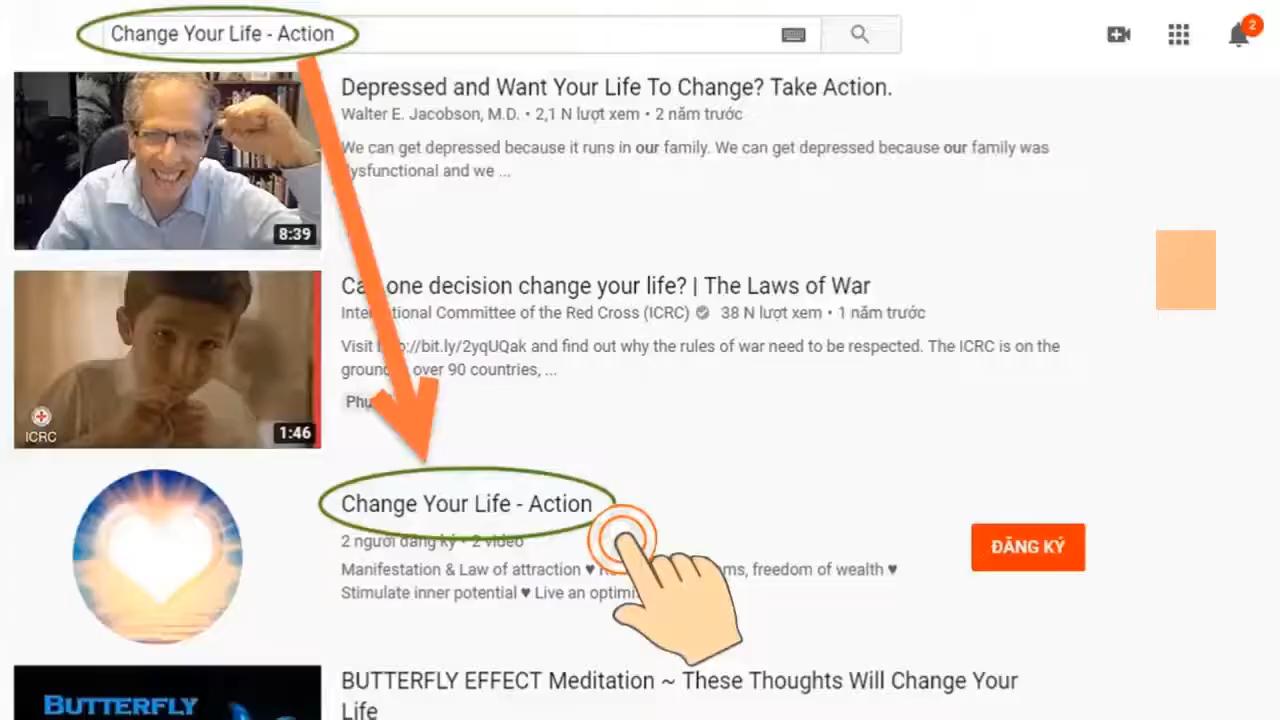 Change Your Life - Action
2
Depressed and Want Your Life To Change? Take Action.
Walter E. Jacobson, M.D. • 2,1 N lượt xem • 2 năm trước
We can get depressed because it runs in our family. We can get depressed because our family was
dysfunctional and we ...
8:39
one decision change your life? | The Laws of War
Committee of the Red Cross (ICRC) 38 N lượt xem • 1 năm trước
Visit and find out why the rules of war need to be respected. The ICRC is on the
over 90 countries, ...
ICRC
1:46
Change Your Life - Action
2 người đăng ký • 2 video
ĐĂNG KÝ
Manifestation & Law of attraction ♥ freedom of wealth ♥
Stimulate inner potential ♥ Live an
BUTTERFLY
BUTTERFLY EFFECT Meditation ~ These Thoughts Will Change Your
Life